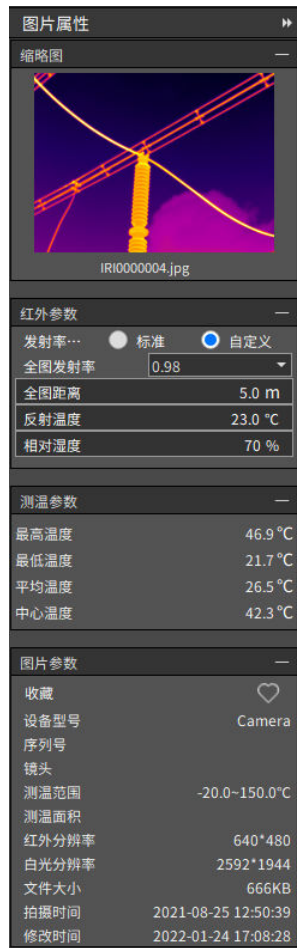 图片属性
缩略图
IRI0000004.jpg
红外参数
发射率… 标准 自定义
全图发射率 0.98
全图距离 5.0 m
反射温度 23.0 ℃
相对湿度 70 %
测温参数
最高温度 46.9℃
最低温度 21.7℃
平均温度 26.5℃
中心温度 42.3℃
图片参数
收藏
设备型号 Camera
序列号
镜头
测温范围 -20.0~150.0℃
测温面积
红外分辨率 640*480
白光分辨率 2592*1944
文件大小 666KB
拍摄时间 2021-08-25 12:50:39
修改时间 2022-01-24 17:08:28